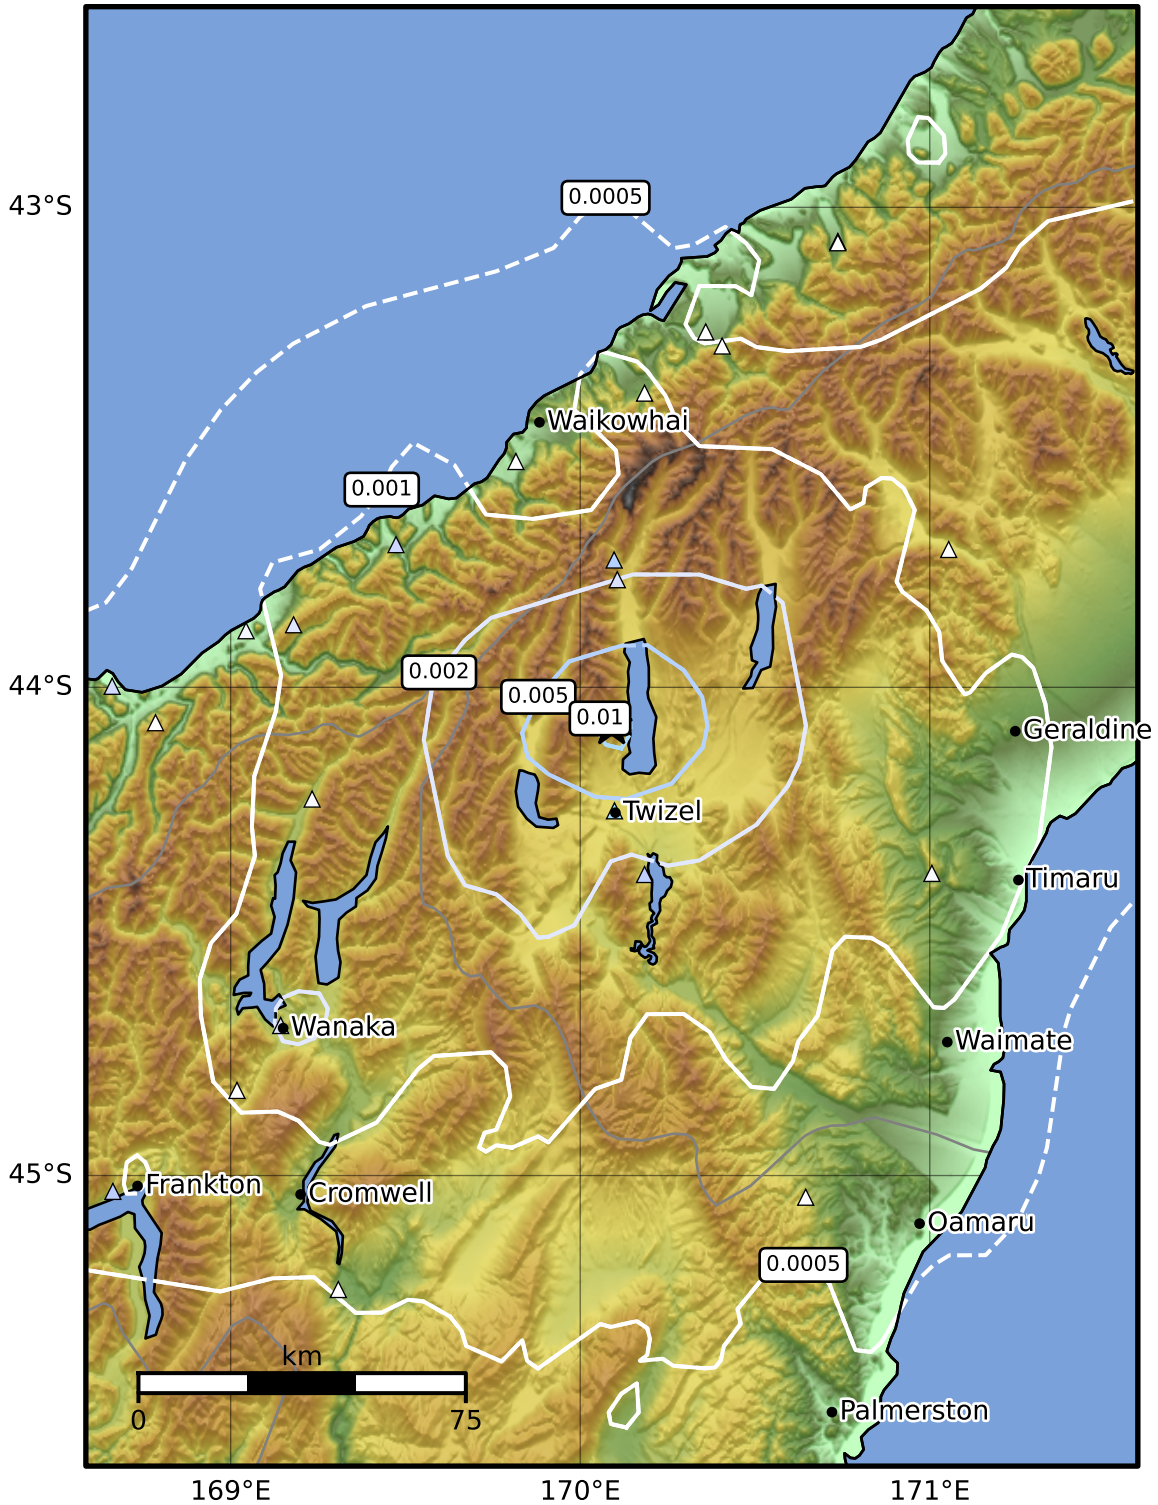 0.0005
43°S
Waikowhai
0.001
0.002
44°S
0.005
0.01
Geraldine
Twizel
Timaru
Wanaka
Waimate
45°S
Frankton
Cromwell
Oamaru
0.0005
km
0
75
Palmerston
169°E
170°E
171°E